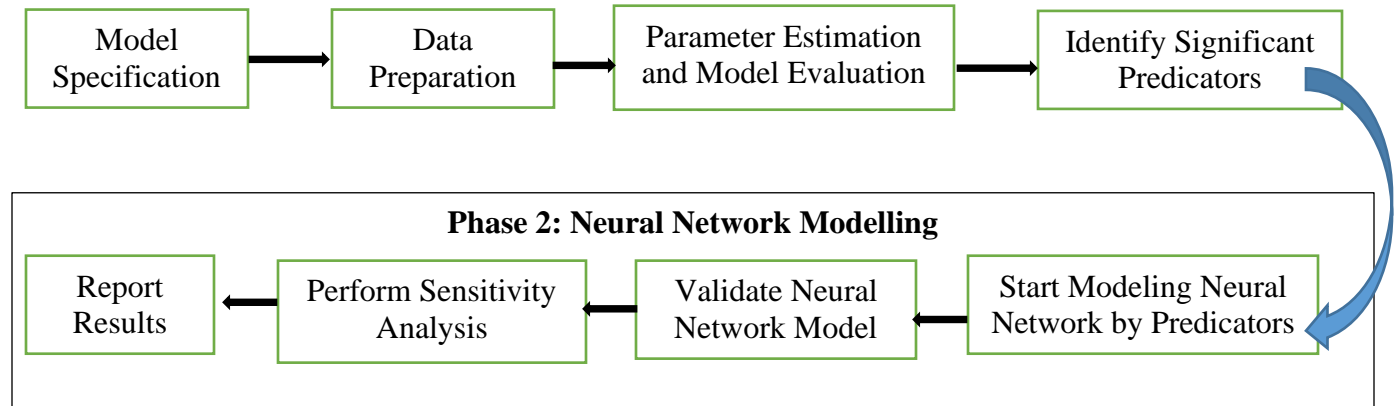 Model
Specification
Data
Preparation
Parameter Estimation
and Model Evaluation
Identify Significant
Predicators
Phase 2: Neural Network Modelling
Start Modeling Neural
Network by Predicators
Validate Neural
Network Model
Perform Sensitivity
Analysis
Report
Results